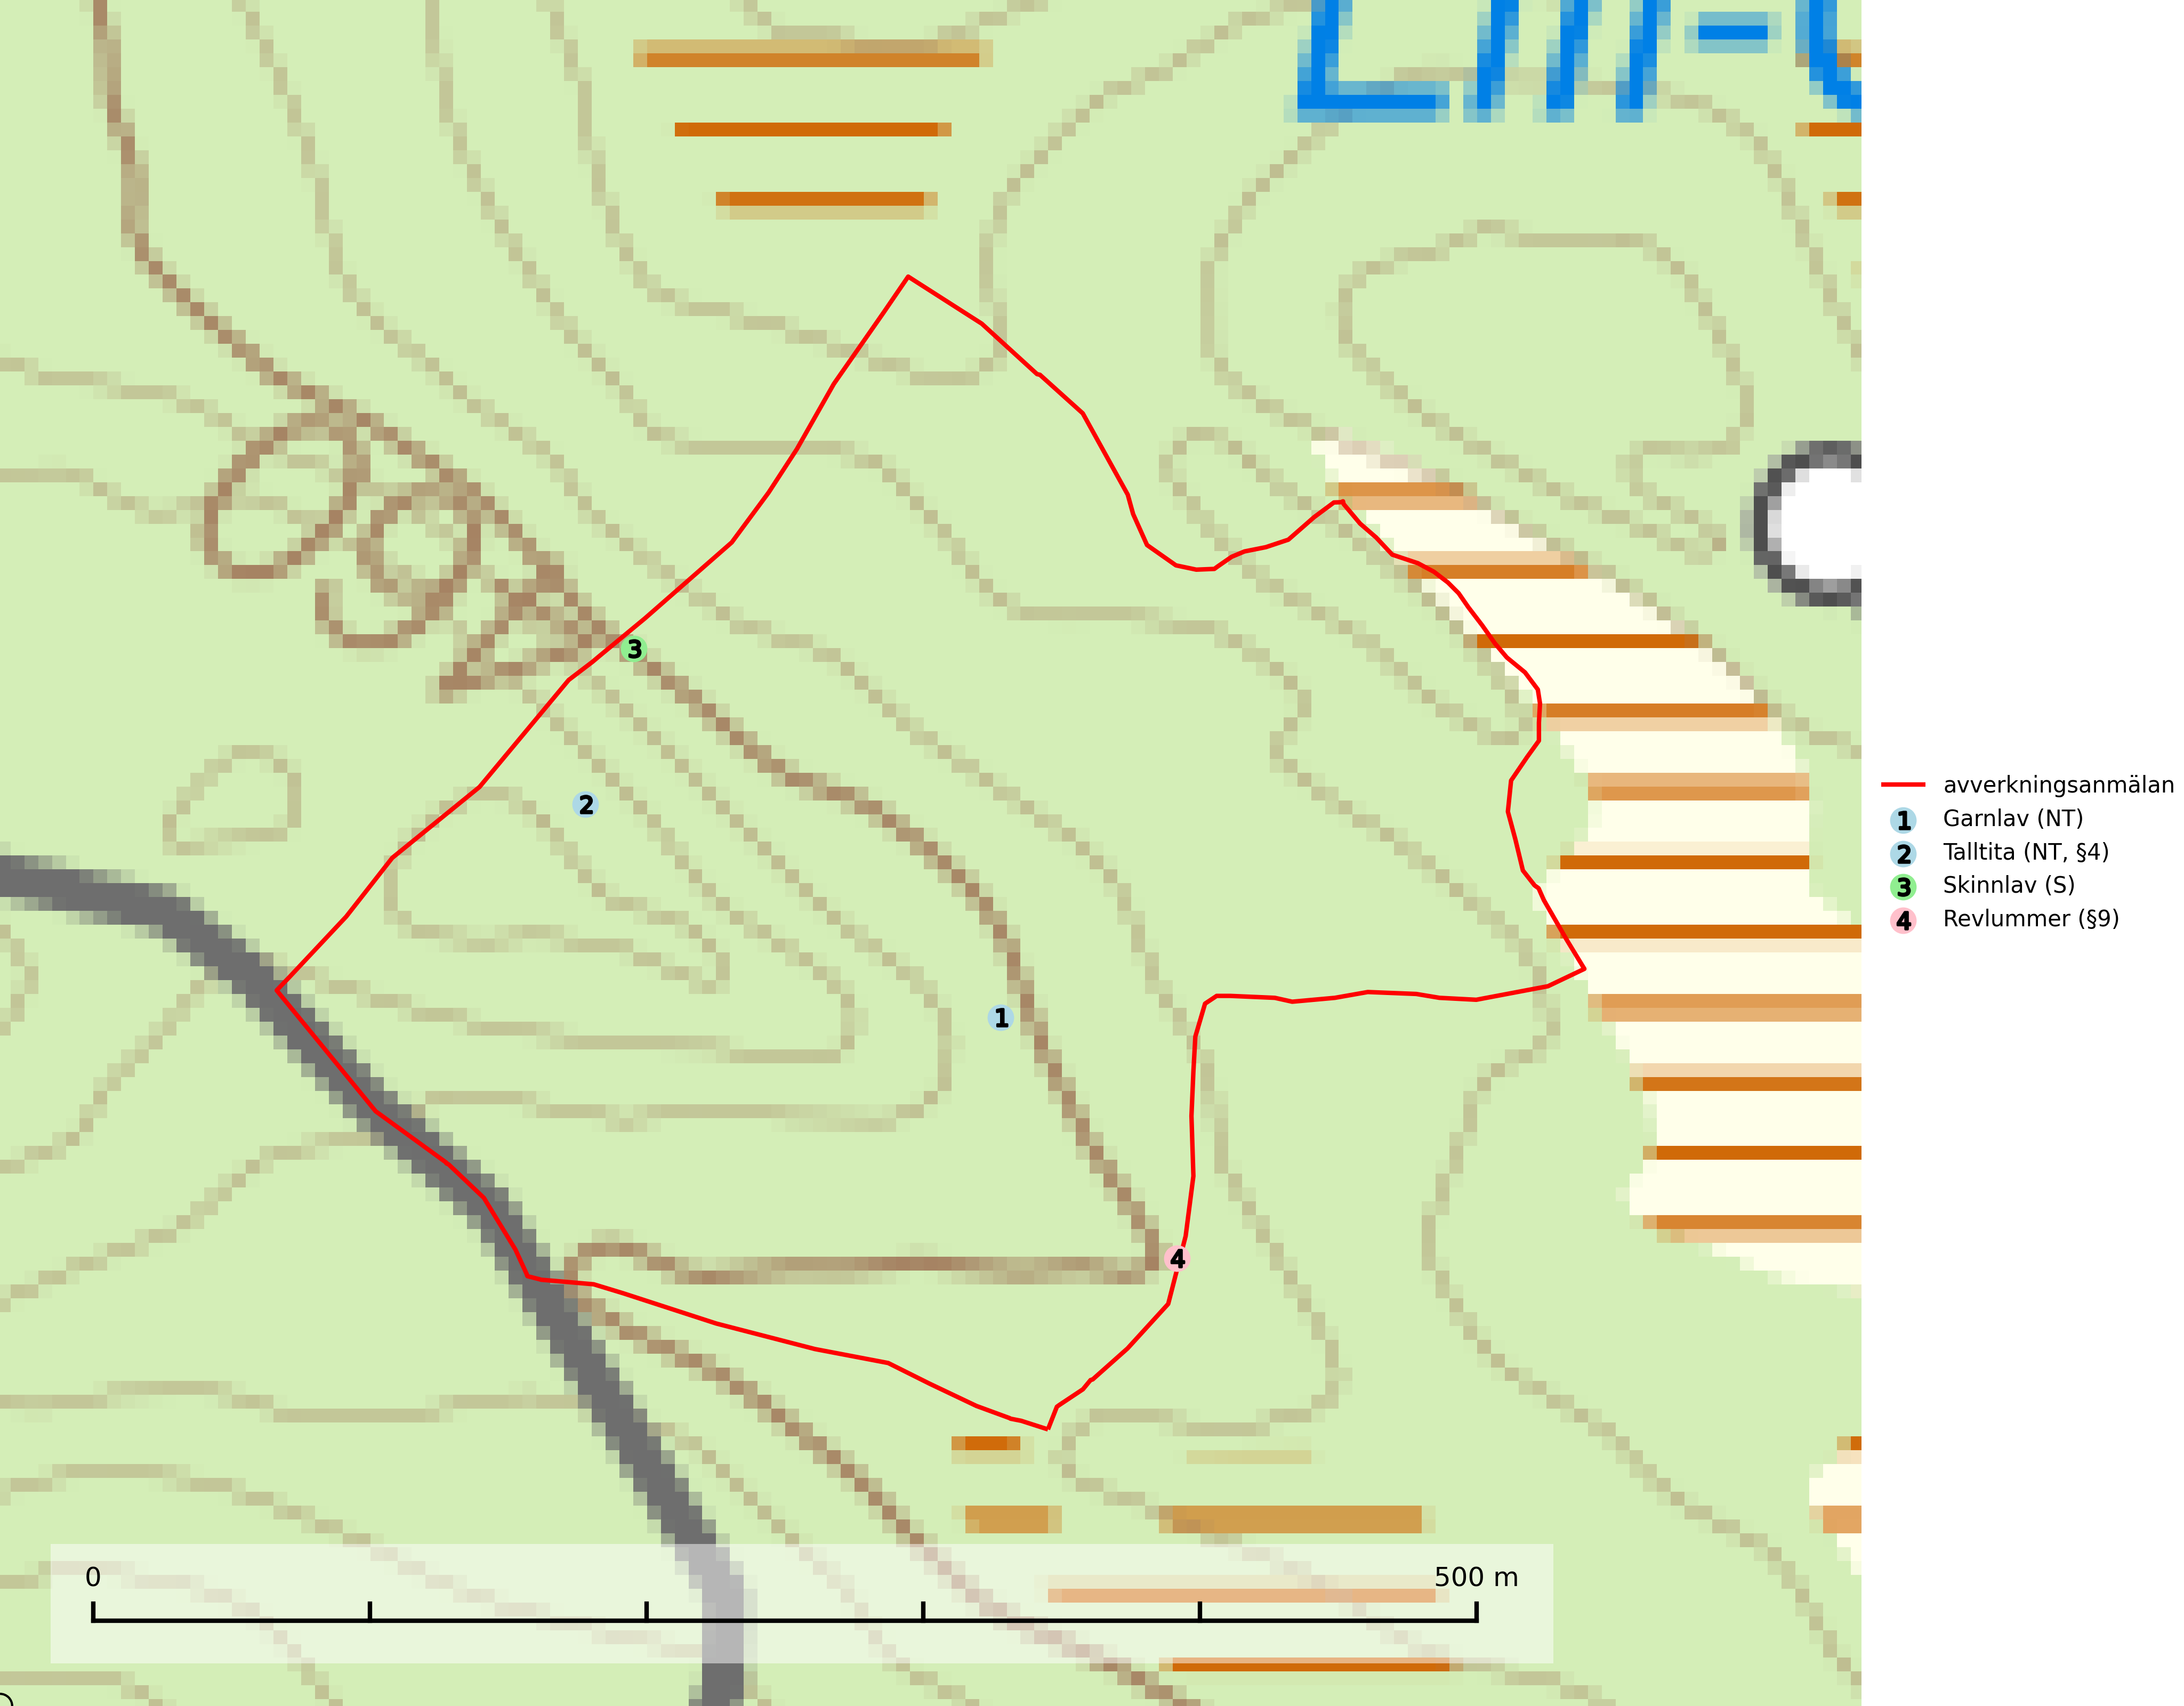 290
3
2
1
4
0
500 m
avverkningsanmälan
1 Garnlav (NT)
2 Talltita (NT, §4)
3 Skinnlav (S)
4 Revlummer (§9)